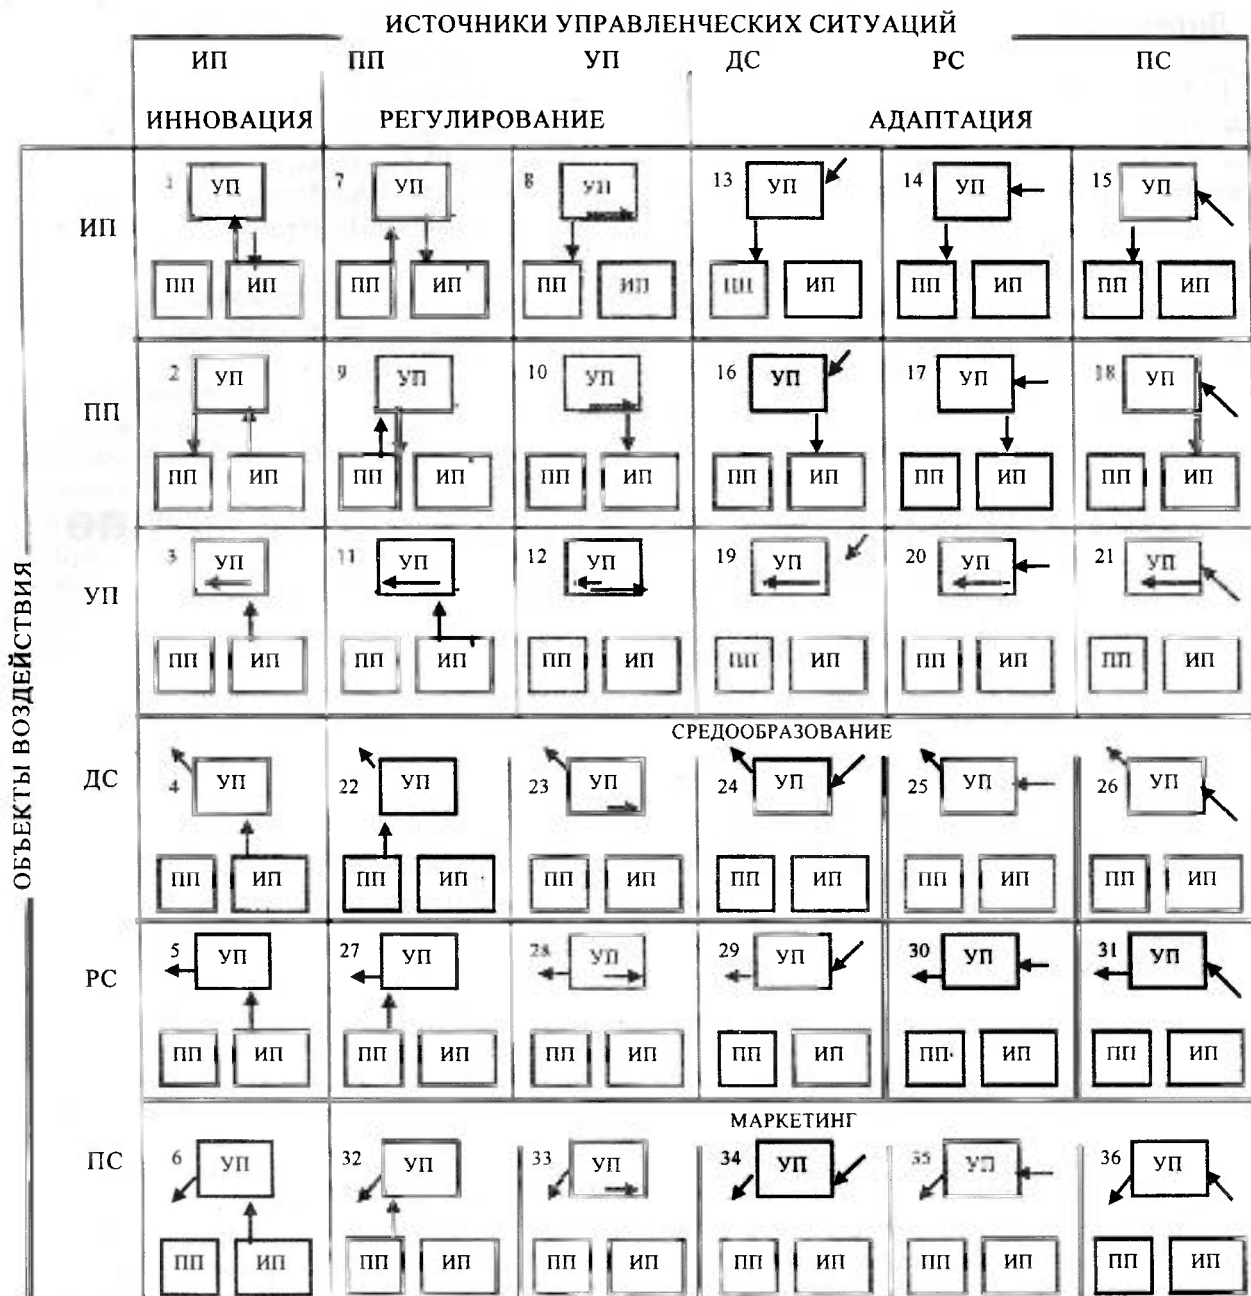 ИСТОЧНИКИ УПРАВЛЕНЧЕСКИХ СИТУАЦИЙ
ИП ПП УП ДС РС ПС
ИННОВАЦИЯ РЕГУЛИРОВАНИЕ АДАПТАЦИЯ
ОБЪЕКТЫ ВОЗДЕЙСТВИЯ
ИП
1 УП 7 УП 8 УП 13 УП 14 УП 15 УП
ПП ИП ПП ИП ПП ИП ПП ИП ПП ИП ПП ИП
ПП
2 УП 9 УП 10 УП 16 УП 17 УП 18 УП
ПП ИП ПП ИП ПП ИП ПП ИП ПП ИП ПП ИП
УП
3 УП 11 УП 12 УП 19 УП 20 УП 21 УП
ПП ИП ПП ИП ПП ИП ПП ИП ПП ИП ПП ИП
СРЕДООБРАЗОВАНИЕ
ДС
4 УП 22 УП 23 УП 24 УП 25 УП 26 УП
ПП ИП ПП ИП ПП ИП ПП ИП ПП ИП ПП ИП
РС
5 УП 27 УП 28 УП 29 УП 30 УП 31 УП
ПП ИП ПП ИП ПП ИП ПП ИП ПП ИП ПП ИП
МАРКЕТИНГ
ПС
6 УП 32 УП 33 УП 34 УП 35 УП 36 УП
ПП ИП ПП ИП ПП ИП ПП ИП ПП ИП ПП ИП